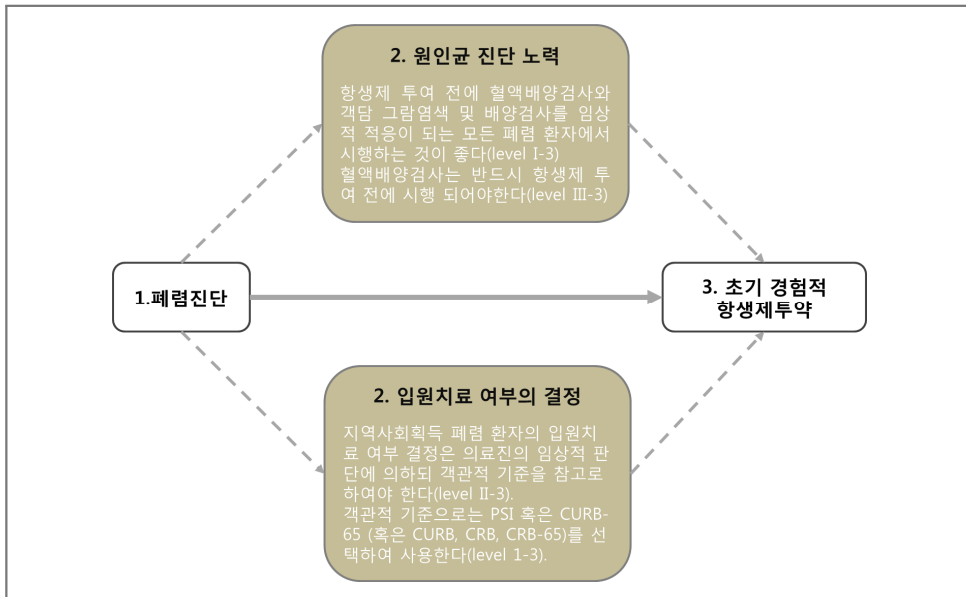 2. 원인균 진단 노력
항생제 투여 전에 혈액배양검사와
객담 그람염색 및 배양검사를 임상
적 적응이 되는 모든 폐렴 환자에서
시행하는 것이 좋다(level I-3)
혈액배양검사는 반드시 항생제 투
여 전에 시행 되어야한다(level III-3)
1.폐렴진단
3. 초기 경험적
항생제투약
2. 입원치료 여부의 결정
지역사회획득 폐렴 환자의 입원치
료 여부 결정은 의료진의 임상적 판
단에 의하되 객관적 기준을 참고로
하여야 한다(level II-3).
객관적 기준으로는 PSI 혹은 CURB-
65 (혹은 CURB, CRB, CRB-65)를 선
택하여 사용한다(level 1-3).